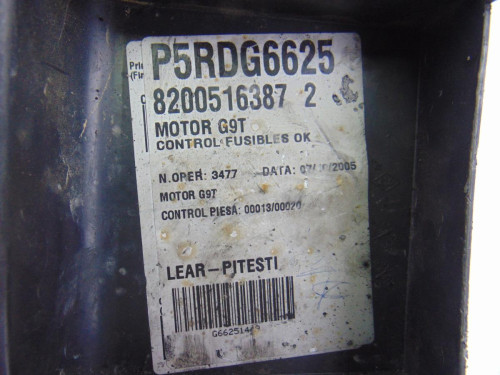 P5RDG6625
8200516387 2
MOTOR G9T
CONTROL FUSIBLES OK
N.OPER: 3477 DATA:
MOTOR G9T
CONTROL PIESA: 00013/00020
LEAR-PITESTI